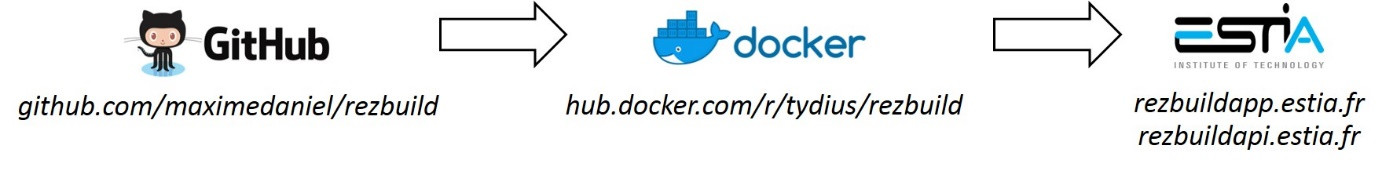 GitHub
github.com/maximedaniel/rezbuild
docker
hub.docker.com/r/tydius/rezbuild
ESTIA
INSTITUTE OF TECHNOLOGY
rezbuildapp.estia.fr
rezbuildapi.estia.fr